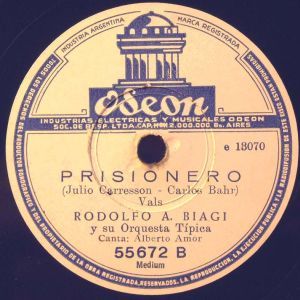 INDUSTRIA ARGENTINA
MARCA REGISTRADA
Odeon
INDUSTRIAS ELECTRICAS Y MUSICALES ODEON
SOC. DE RESP. LTDA. CAP. M$N 2.000.000 Bs. AIRES
e 13070
PRISIONERO
(Julio Carresson - Carlos Bahr)
Vals
RODOLFO A. BIAGI
y su Orquesta Típica
Canta: Alberto Amor
55672 B
Medium